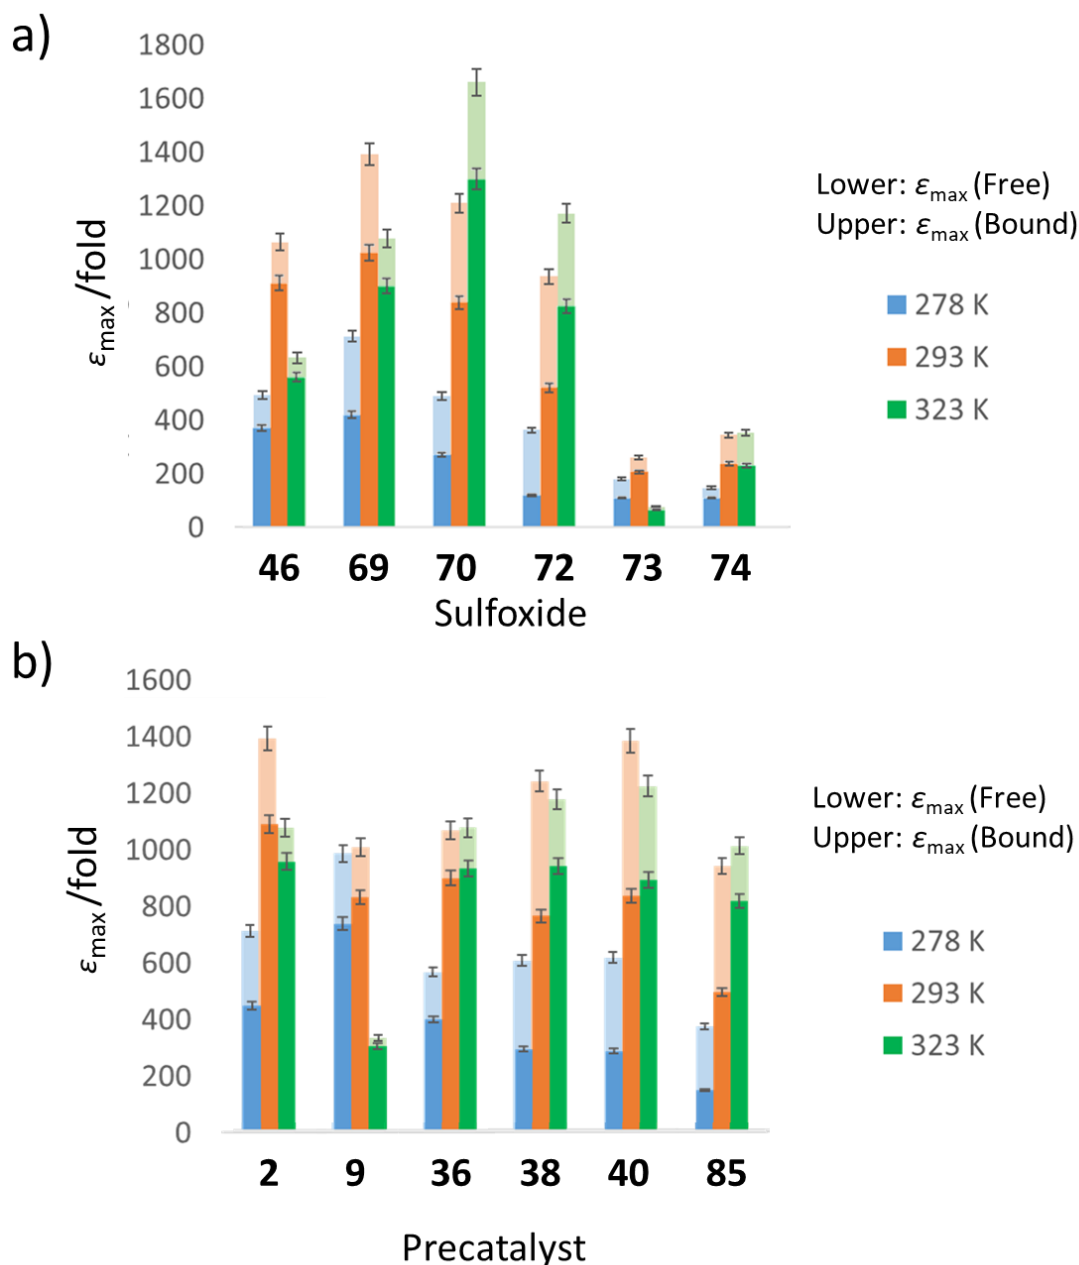 a)
1800
1600
1400
1200
1000
800
600
400
200
0
εmax/fold
46 69 70 72 73 74
Sulfoxide
Lower: εmax (Free)
Upper: εmax (Bound)
278 K
293 K
323 K
b)
1600
1400
1200
1000
800
600
400
200
0
εmax/fold
2 9 36 38 40 85
Precatalyst
Lower: εmax (Free)
Upper: εmax (Bound)
278 K
293 K
323 K